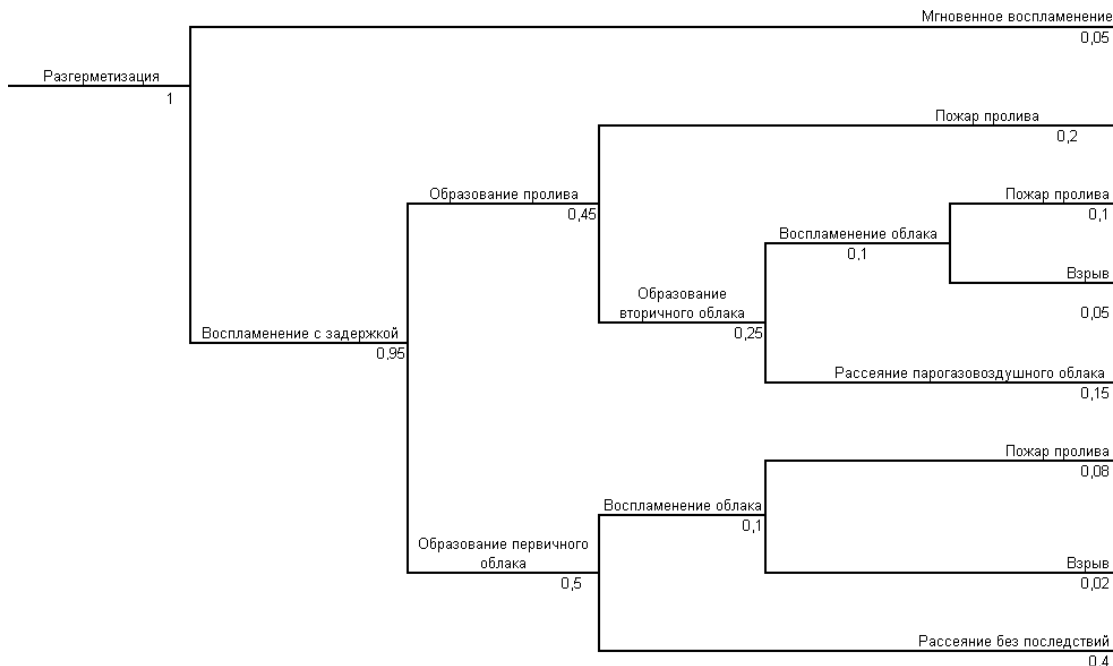 Мгновенное воспламенение
0,05
Разгерметизация
1
Пожар пролива
0,2
Образование пролива
0,45
Пожар пролива
0,1
Воспламенение облака
0,1
Взрыв
0,05
Образование
вторичного облака
0,25
Воспламенение с задержкой
0,95
Рассеяние парогазовоздушного облака
0,15
Пожар пролива
0,08
Воспламенение облака
0,1
Образование первичного
облака
0,5
Взрыв
0,02
Рассеяние без последствий
0,4